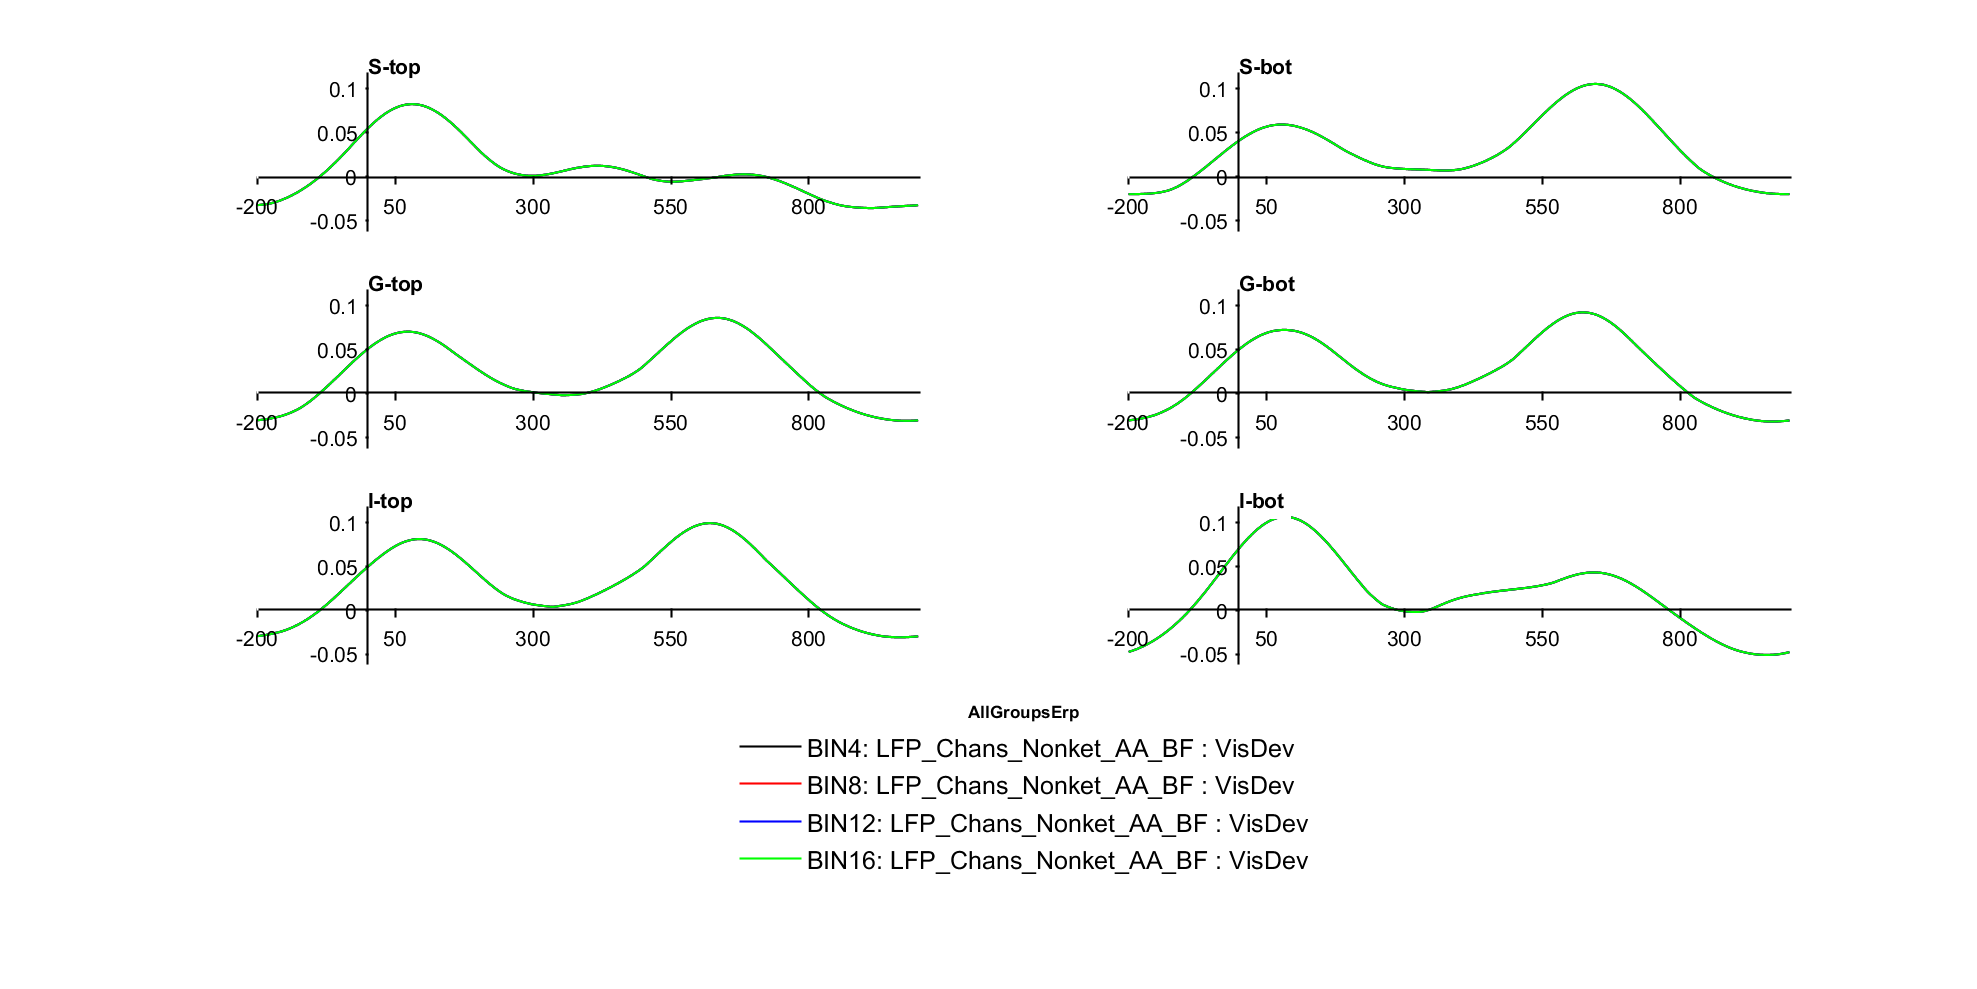 S-top
0.1
0.05
0
-0.05
-200 50 300 550 800
S-bot
0.1
0.05
0
-0.05
-200 50 300 550 800
G-top
0.1
0.05
0
-0.05
-200 50 300 550 800
G-bot
0.1
0.05
0
-0.05
-200 50 300 550 800
I-top
0.1
0.05
0
-0.05
-200 50 300 550 800
I-bot
0.1
0.05
0
-0.05
-200 50 300 550 800
AllGroupsErp
BIN4: LFP_Chans_Nonket_AA_BF : VisDev
BIN8: LFP_Chans_Nonket_AA_BF : VisDev
BIN12: LFP_Chans_Nonket_AA_BF : VisDev
BIN16: LFP_Chans_Nonket_AA_BF : VisDev